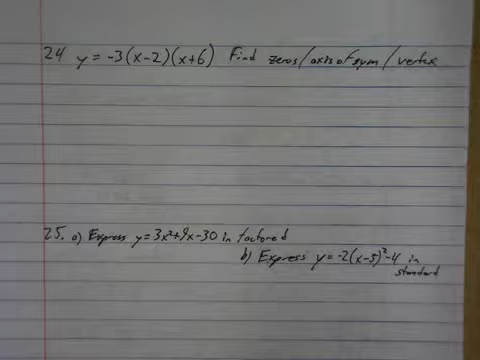 24 y = -3(x-2)(x+6) Find zeros/axis of sym/vertex
25. a) Express y=3x²+9x-30 in factored
b) Express y=-2(x-5)²-4 in
standard